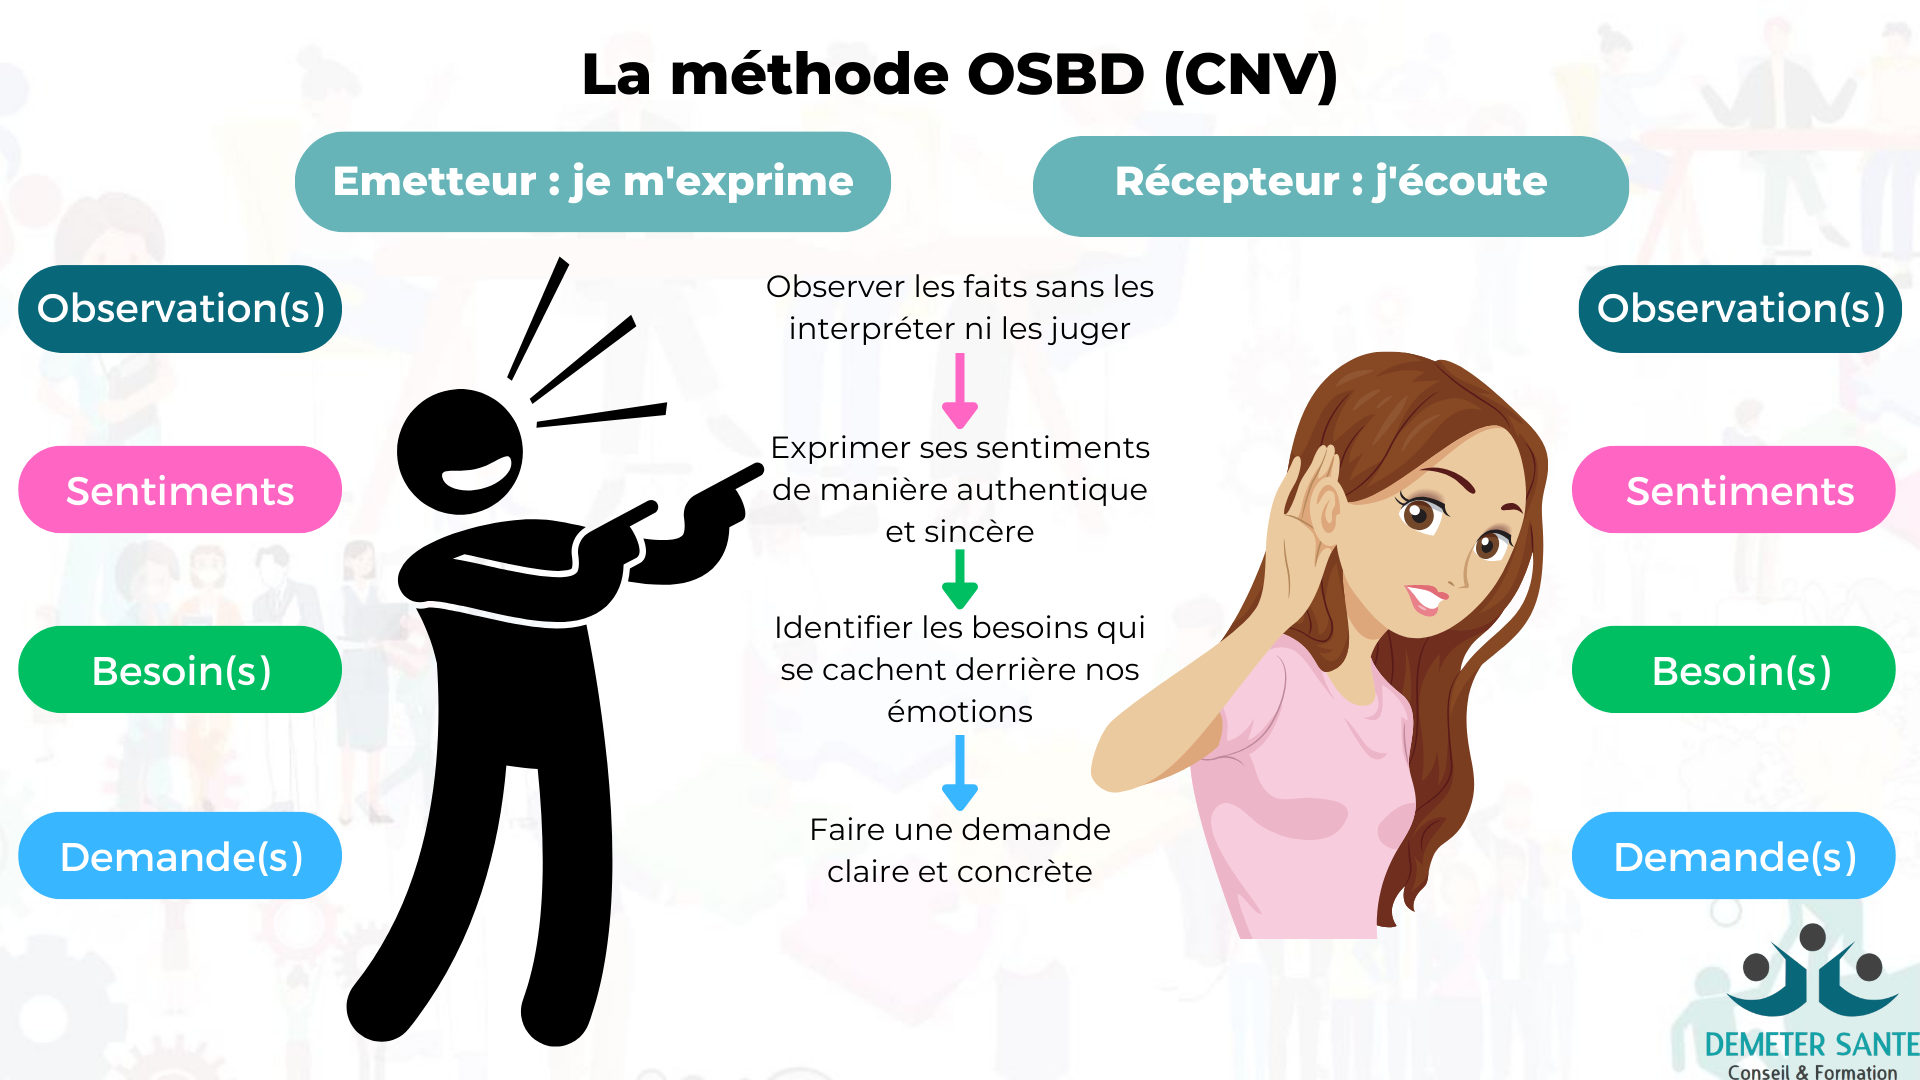 La méthode OSBD (CNV)
Emetteur : je m'exprime
Récepteur : j'écoute
Observation(s)
Sentiments
Besoin(s)
Demande(s)
Observer les faits sans les
interpréter ni les juger
Exprimer ses sentiments
de manière authentique
et sincère
Identifier les besoins qui
se cachent derrière nos
émotions
Faire une demande
claire et concrète
Observation(s)
Sentiments
Besoin(s)
Demande(s)
DEMETER SANTE
Conseil & Formation